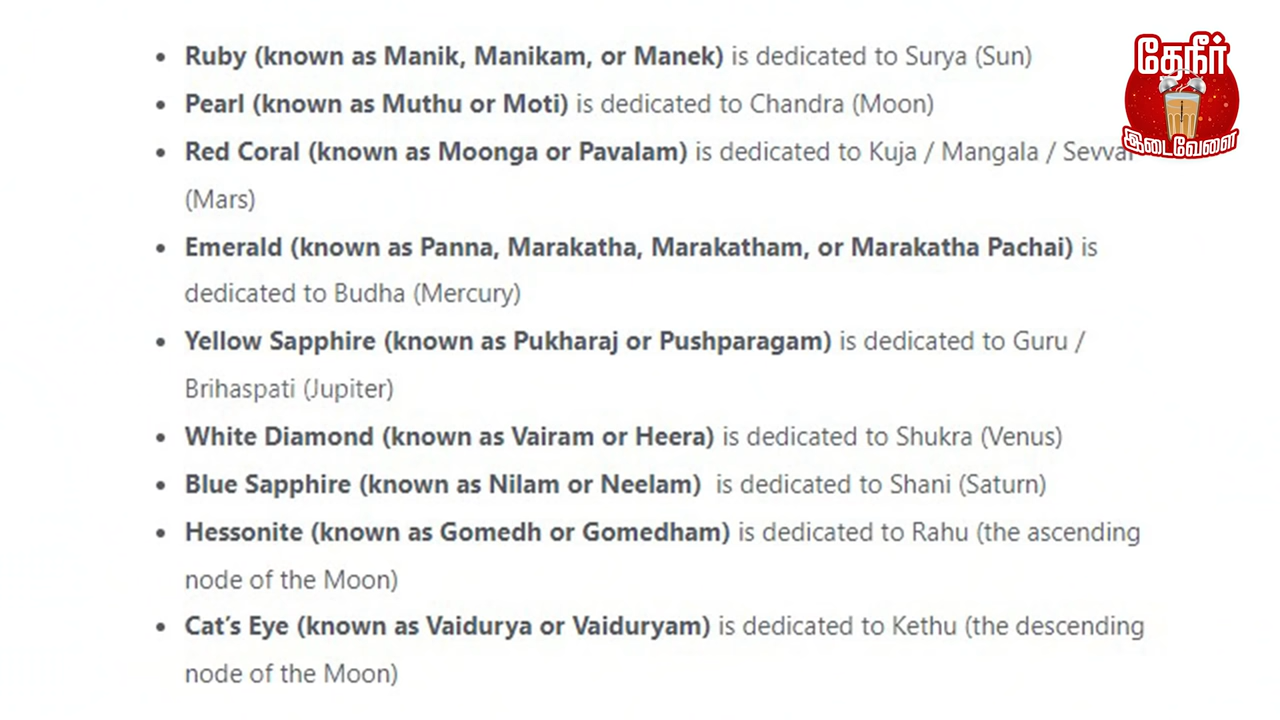 • Ruby (known as Manik, Manikam, or Manek) is dedicated to Surya (Sun)
• Pearl (known as Muthu or Moti) is dedicated to Chandra (Moon)
• Red Coral (known as Moonga or Pavalam) is dedicated to Kuja / Mangala / Sevvai
(Mars)
• Emerald (known as Panna, Marakatha, Marakatham, or Marakatha Pachai) is
dedicated to Budha (Mercury)
• Yellow Sapphire (known as Pukharaj or Pushparagam) is dedicated to Guru /
Brihaspati (Jupiter)
• White Diamond (known as Vairam or Heera) is dedicated to Shukra (Venus)
• Blue Sapphire (known as Nilam or Neelam) is dedicated to Shani (Saturn)
• Hessonite (known as Gomedh or Gomedham) is dedicated to Rahu (the ascending
node of the Moon)
• Cat’s Eye (known as Vaidurya or Vaiduryam) is dedicated to Kethu (the descending
node of the Moon)
தேநீர்
இடைவேளை